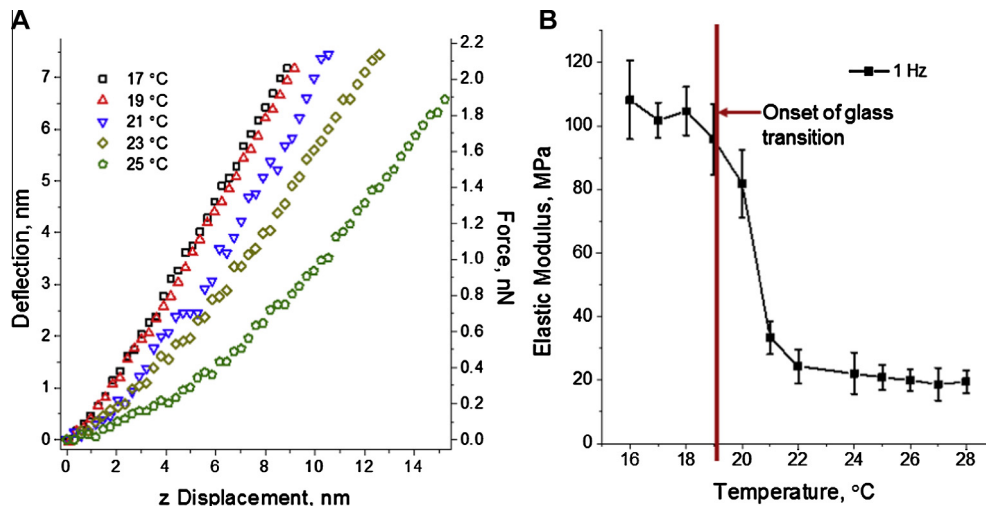 A
7
6
5
4
3
2
1
0
Deflection, nm
17 °C
19 °C
21 °C
23 °C
25 °C
2.2
2.0
1.8
1.6
1.4
1.2
1.0
0.8
0.6
0.4
0.2
0.0
Force, nN
0 2 4 6 8 10 12 14
z Displacement, nm
B
120
100
80
60
40
20
0
Elastic Modulus, MPa
1 Hz
Onset of glass
transition
16 18 20 22 24 26 28
Temperature, °C